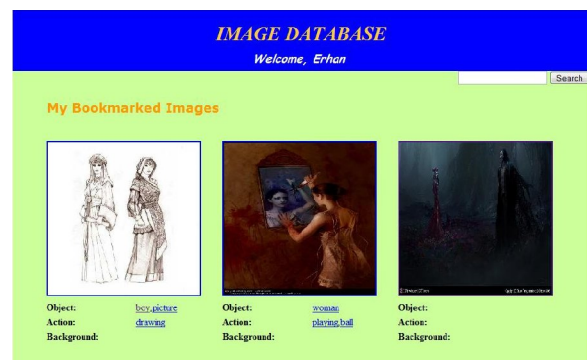 IMAGE DATABASE
Welcome, Erhan
Search
My Bookmarked Images
Object: boy,picture
Action: drawing
Background:
Object: woman
Action: playing,ball
Background:
Object:
Action:
Background: